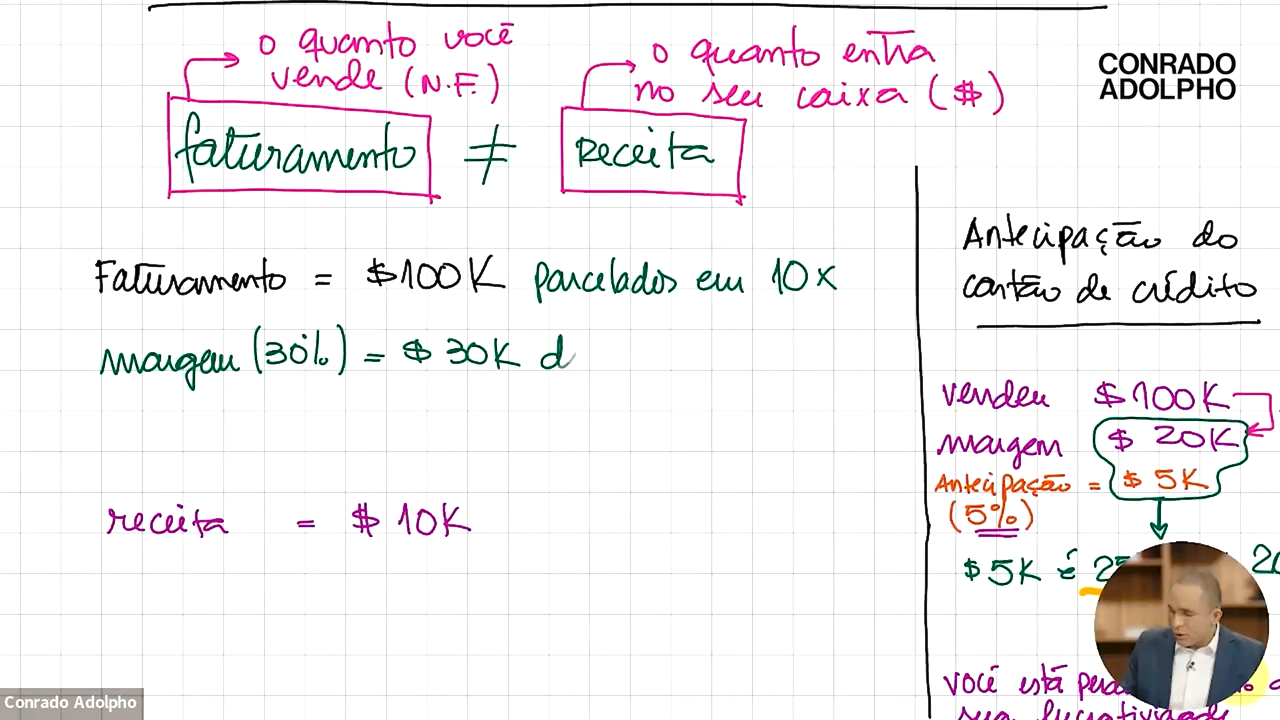 o quanto você
vende (N.F.)
o quanto entra
no seu caixa ($)
CONRADO
ADOLPHO
faturamento ≠ receita
Faturamento = $100K parcelados em 10x
margem (30%) = $ 30K d
receita = $ 10K
Antecipação do
cartão de crédito
vendeu $100K
margem $ 20K
Antecipação = $ 5K
(5%)
$5K é
você está
sua lucratividade
Conrado Adolpho